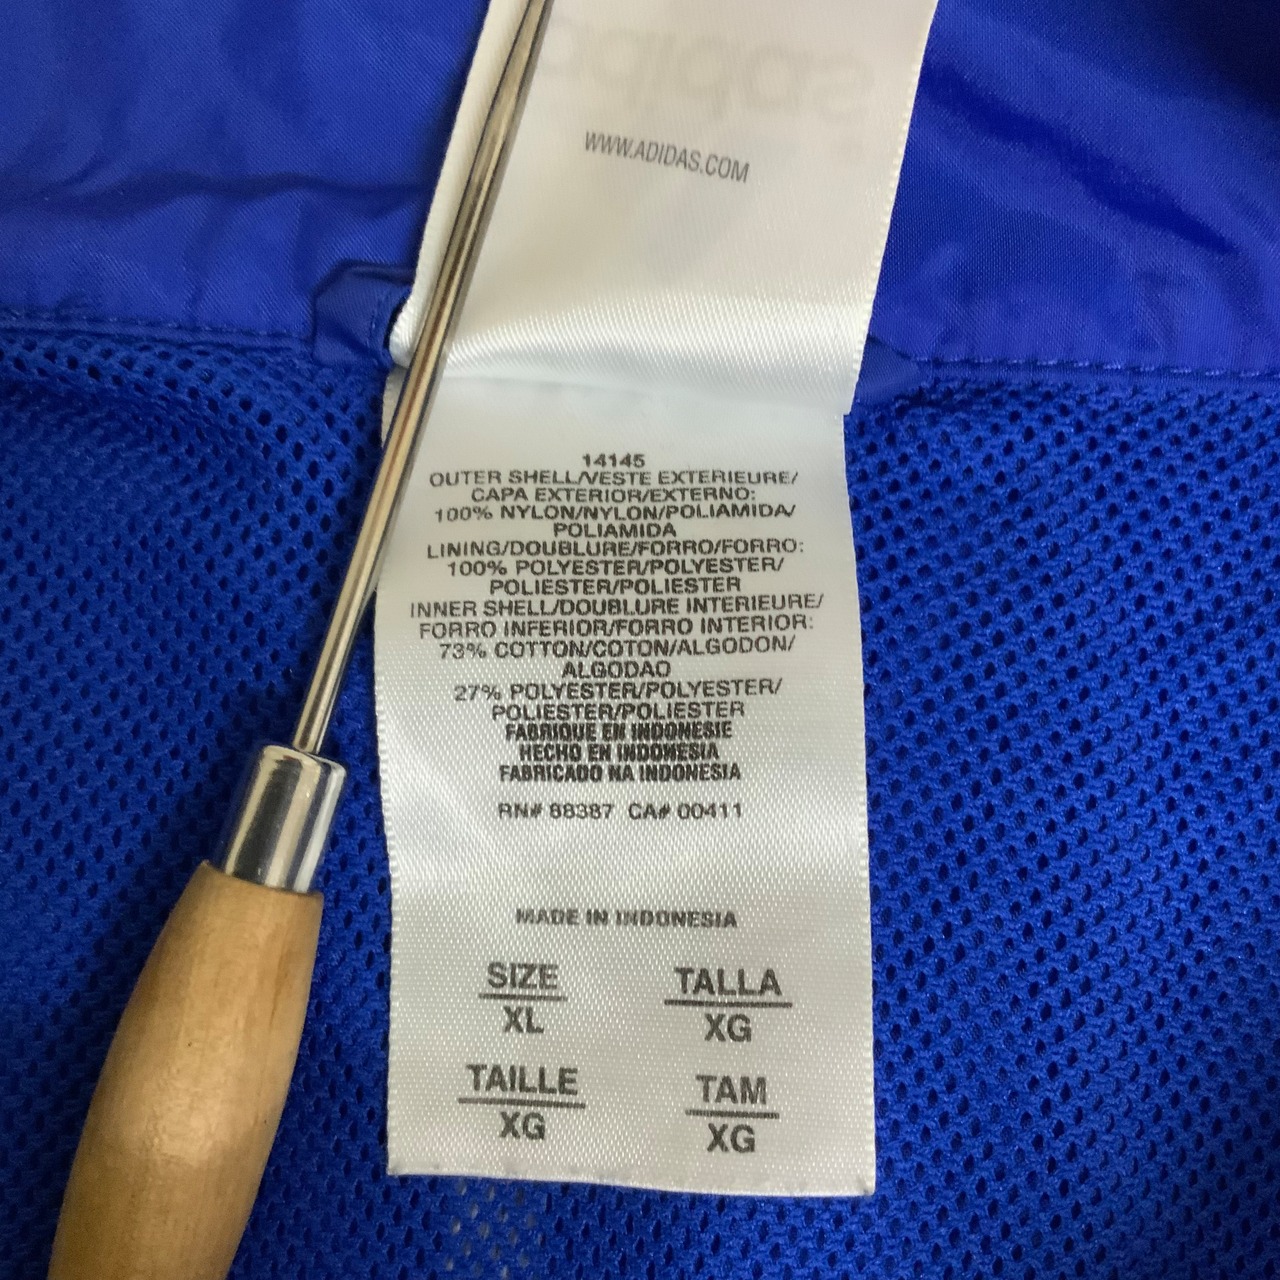 WWW.ADIDAS.COM
14145
OUTER SHELL/VESTE EXTERIEURE/
CAPA EXTERIOR/EXTERNO:
100% NYLON/NYLON/POLIAMIDA/
POLIAMIDA
LINING/DOUBLURE/FORRO/FORRO:
100% POLYESTER/POLYESTER/
POLIESTER/POLIESTER
INNER SHELL/DOUBLURE INTERIEURE/
FORRO INFERIOR/FORRO INTERIOR:
73% COTTON/COTON/ALGODON/
ALGODAO
27% POLYESTER/POLYESTER/
POLIESTER/POLIESTER
FABRIQUE EN INDONESIE
HECHO EN INDONESIA
FABRICADO NA INDONESIA
RN# 88387 CA# 00411
MADE IN INDONESIA
SIZE TALLA
XL XG
TAILLE TAM
XG XG